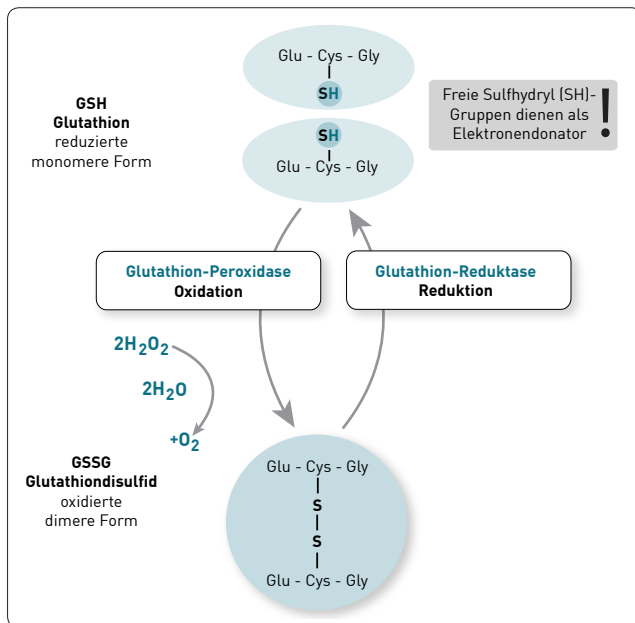 Glu - Cys - Gly
SH
GSH
Glutathion
reduzierte
monomere Form
Freie Sulfhydryl (SH)-
Gruppen dienen als
Elektronendonator
!
SH
Glu - Cys - Gly
Glutathion-Peroxidase
Oxidation
Glutathion-Reduktase
Reduktion
2H₂O₂
2H₂O
+O₂
GSSG
Glutathiondisulfid
oxidierte
dimere Form
Glu - Cys - Gly
S
S
Glu - Cys - Gly